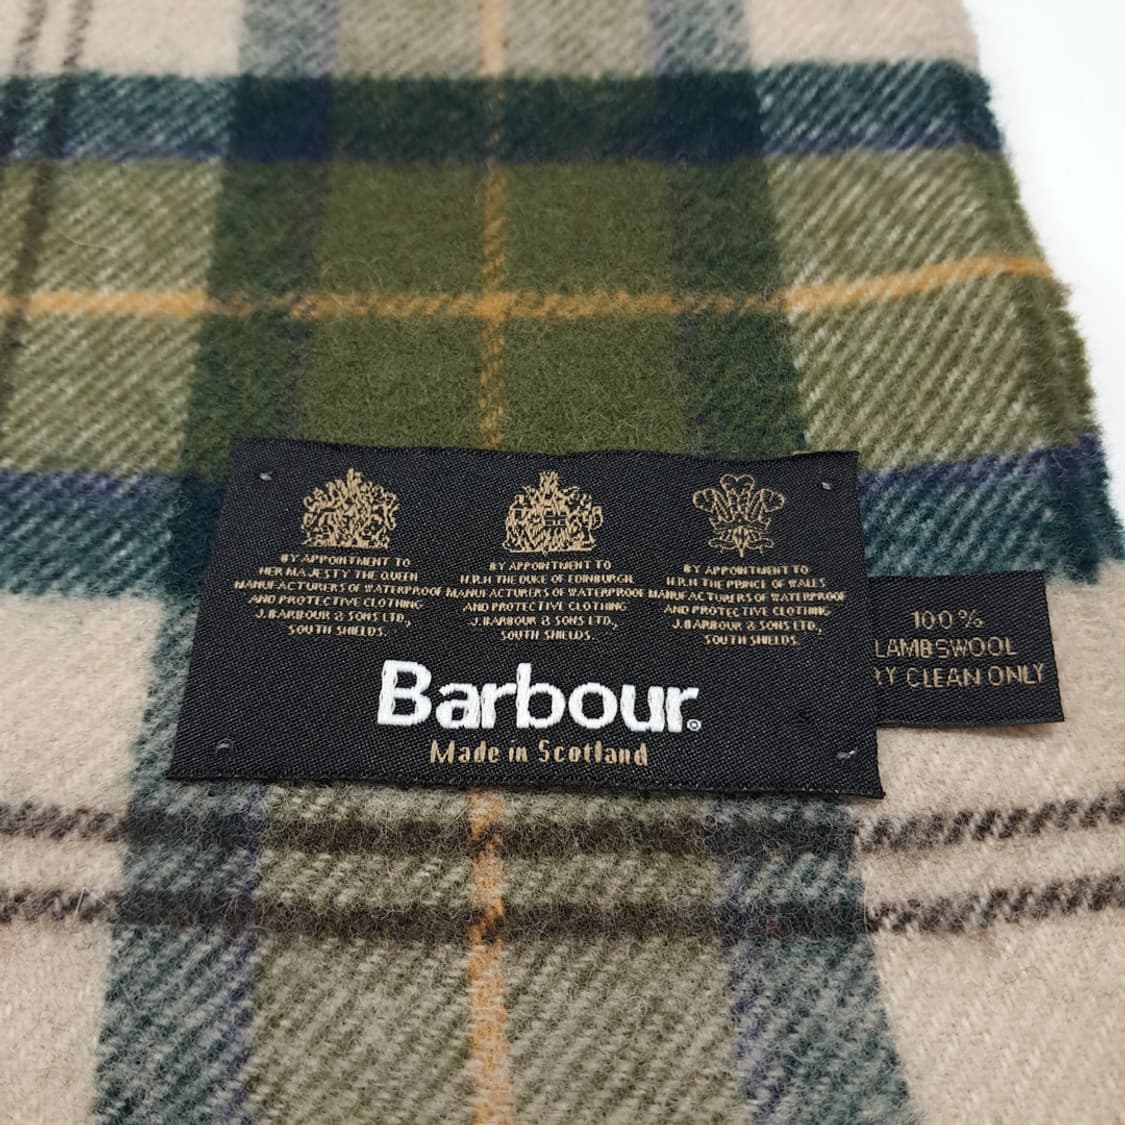 BY APPOINTMENT TO
HER MAJESTY THE QUEEN
MANUFACTURERS OF WATERPROOF
AND PROTECTIVE CLOTHING
J. BARBOUR & SONS LTD.,
SOUTH SHIELDS.
BY APPOINTMENT TO
H.R.H THE DUKE OF EDINBURGH.
MANUFACTURERS OF WATERPROOF
AND PROTECTIVE CLOTHING
J. BARBOUR & SONS LTD.,
SOUTH SHIELDS.
BY APPOINTMENT TO
H.R.H THE PRINCE OF WALES
MANUFACTURERS OF WATERPROOF
AND PROTECTIVE CLOTHING
J. BARBOUR & SONS LTD.,
SOUTH SHIELDS.
Barbour®
Made in Scotland
100%
LAMBSWOOL
RY CLEAN ONLY